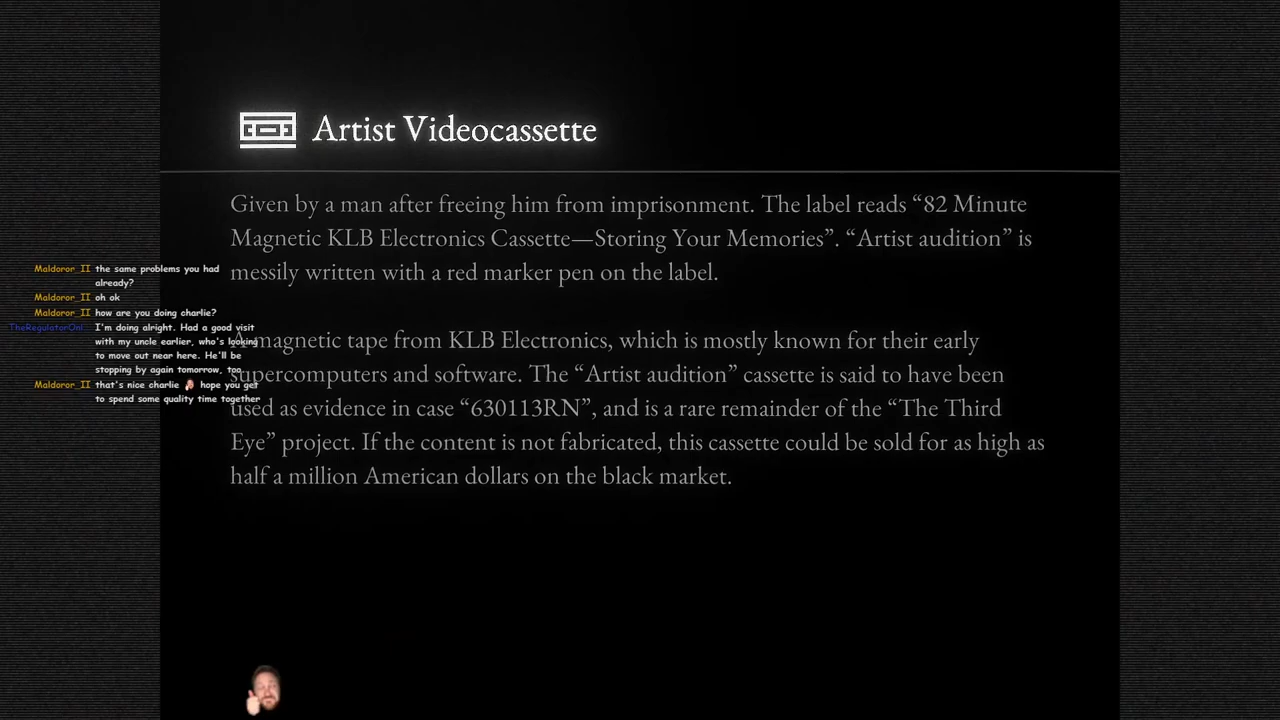 Artist Videocassette
Given by a man after freeing him from imprisonment. The label reads “82 Minute
Magnetic KLB Electronics Cassette—Storing Your Memories”. “Artist audition” is
messily written with a red marker pen on the label.
magnetic tape from KLB Electronics, which is mostly known for their early
supercomputers and software. The “Artist audition” cassette is said to have been
used as evidence in case “630113RN”, and is a rare remainder of the “The Third
Eye” project. If the content is not fabricated, this cassette could be sold for as high as
half a million American dollars on the black market.
Maldoror_II the same problems you had
already?
Maldoror_II oh ok
Maldoror_II how are you doing charlie?
TheRegulatorOnl... I'm doing alright. Had a good visit
with my uncle earlier, who's looking
to move out near here. He'll be
stopping by again tomorrow, too
Maldoror_II that's nice charlie hope you get
to spend some quality time together